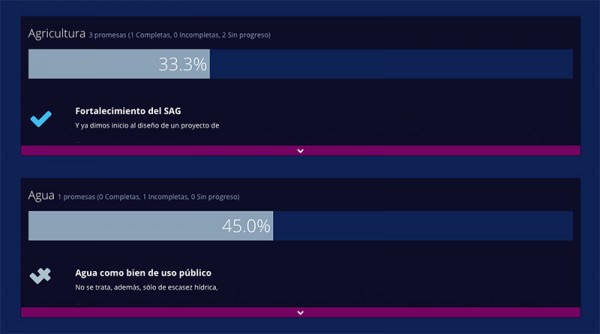 Agricultura 3 promesas (1 Completas, 0 Incompletas, 2 Sin progreso)
33.3%
Fortalecimiento del SAG
Y ya dimos inicio al diseño de un proyecto de
Agua 1 promesas (0 Completas, 1 Incompletas, 0 Sin progreso)
45.0%
Agua como bien de uso público
No se trata, además, sólo de escasez hídrica,